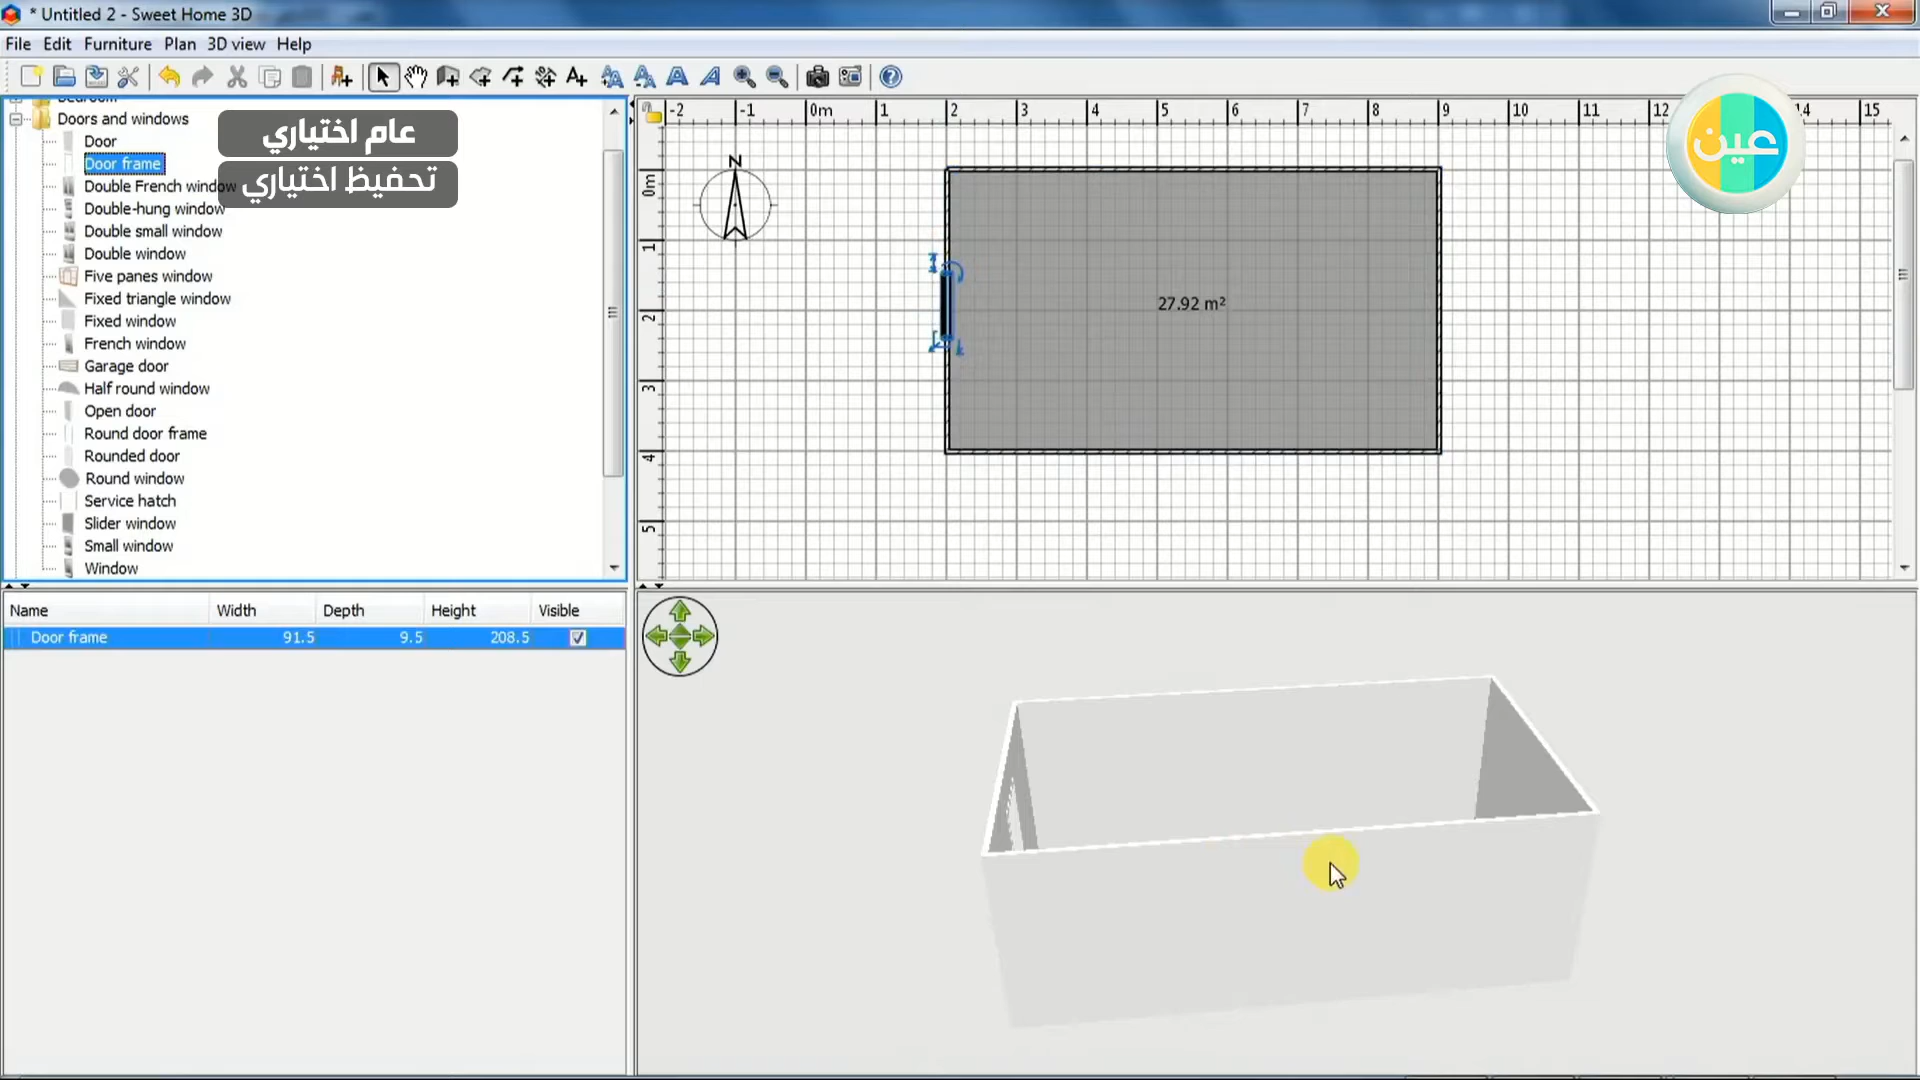 * Untitled 2 - Sweet Home 3D
File Edit Furniture Plan 3D view Help
Bedroom
Doors and windows
Door
Door frame
Double French window
Double-hung window
Double small window
Double window
Five panes window
Fixed triangle window
Fixed window
French window
Garage door
Half round window
Open door
Round door frame
Rounded door
Round window
Service hatch
Slider window
Small window
Window
عام اختياري
تحفيظ اختياري
-2 -1 0m 1 2 3 4 5 6 7 8 9 10 11 12 14 15
عين
N
0m
1
2
3
4
5
27.92 m²
Name Width Depth Height Visible
Door frame 91.5 9.5 208.5